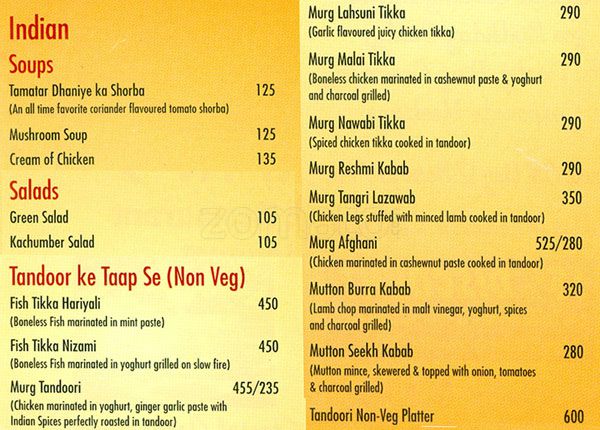 Indian
Soups
Tamatar Dhaniye ka Shorba 125
(An all time favorite coriander flavoured tomato shorba)
Mushroom Soup 125
Cream of Chicken 135
Salads
Green Salad 105
Kachumber Salad 105
Tandoor ke Taap Se (Non Veg)
Fish Tikka Hariyali 450
(Boneless Fish marinated in mint paste)
Fish Tikka Nizami 450
(Boneless Fish marinated in yoghurt grilled on slow fire)
Murg Tandoori 455/235
(Chicken marinated in yoghurt, ginger garlic paste with
Indian Spices perfectly roasted in tandoor)
Murg Lahsuni Tikka 290
(Garlic flavoured juicy chicken tikka)
Murg Malai Tikka 290
(Boneless chicken marinated in cashewnut paste & yoghurt
and charcoal grilled)
Murg Nawabi Tikka 290
(Spiced chicken tikka cooked in tandoor)
Murg Reshmi Kabab 290
Murg Tangri Lazawab 350
(Chicken Legs stuffed with minced lamb cooked in tandoor)
Murg Afghani 525/280
(Chicken marinated in cashewnut paste cooked in tandoor)
Mutton Burra Kabab 320
(Lamb chop marinated in malt vinegar, yoghurt, spices
and charcoal grilled)
Mutton Seekh Kabab 280
(Mutton mince, skewered & topped with onion, tomatoes
& charcoal grilled)
Tandoori Non-Veg Platter 600